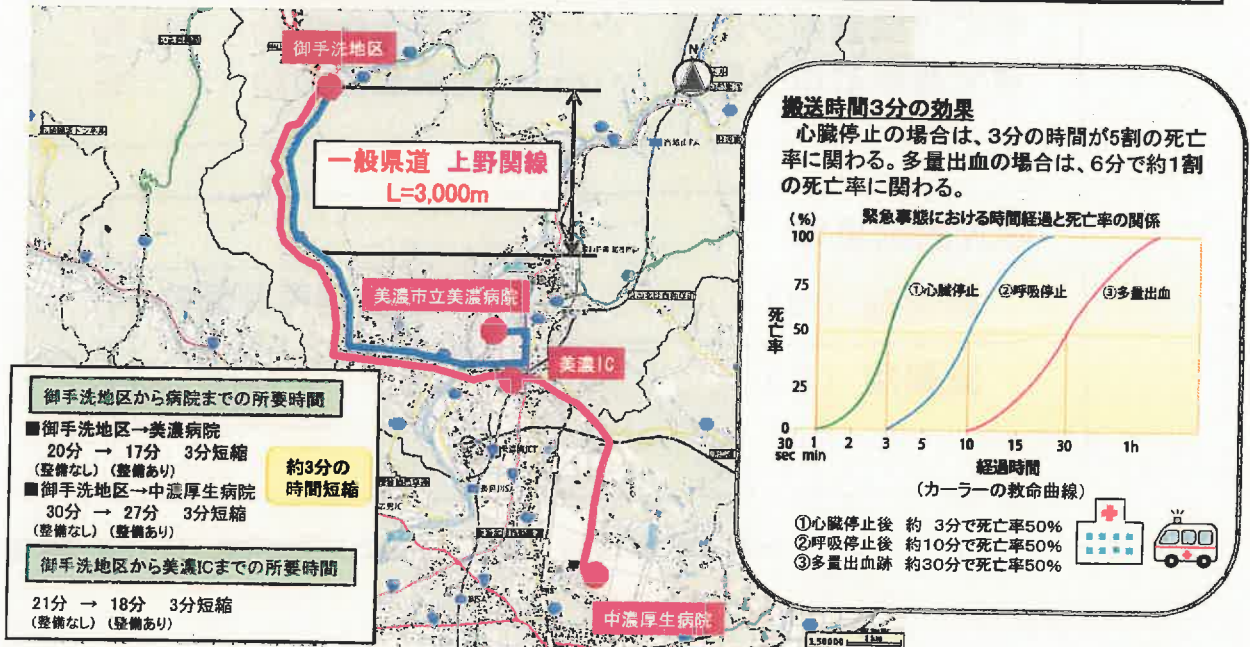 御手洗地区
N
一般県道 上野関線
L=3,000m
美濃市立美濃病院
美濃IC
中濃厚生病院
御手洗地区から病院までの所要時間
■御手洗地区→美濃病院
20分 → 17分 3分短縮
(整備なし) (整備あり)
■御手洗地区→中濃厚生病院
30分 → 27分 3分短縮
(整備なし) (整備あり)
約3分の
時間短縮
御手洗地区から美濃ICまでの所要時間
21分 → 18分 3分短縮
(整備なし) (整備あり)
搬送時間3分の効果
心臓停止の場合は、3分の時間が5割の死亡
率に関わる。多量出血の場合は、6分で約1割
の死亡率に関わる。
緊急事態における時間経過と死亡率の関係
(%)
100
75
50
25
0
死亡率
①心臓停止
②呼吸停止
③多量出血
30 1 2 3 5 10 15 30 1h
sec min
経過時間
(カーラーの救命曲線)
①心臓停止後 約 3分で死亡率50%
②呼吸停止後 約10分で死亡率50%
③多量出血跡 約30分で死亡率50%